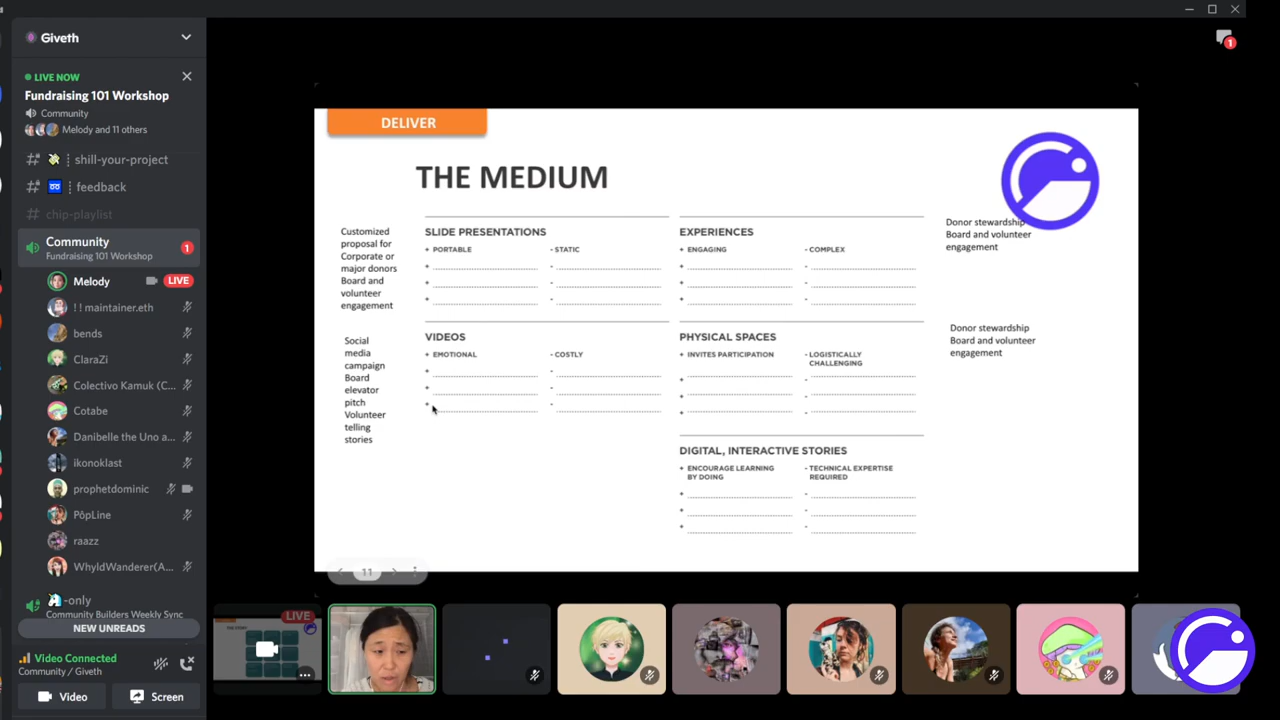 Giveth
LIVE NOW
Fundraising 101 Workshop
Community
Melody and 11 others
shill-your-project
feedback
chip-playlist
Community
Fundraising 101 Workshop
1
Melody
LIVE
! ! maintainer.eth
bends
ClaraZi
Colectivo Kamuk (C...
Cotabe
Danibelle the Uno a...
ikonoklast
prophetdominic
PöpLine
raazz
WhyldWanderer(A...
-only
Community Builders Weekly Sync
NEW UNREADS
Video Connected
Community / Giveth
Video
Screen
1
DELIVER
THE MEDIUM
Customized
proposal for
Corporate or
major donors
Board and
volunteer
engagement
SLIDE PRESENTATIONS
+ PORTABLE
- STATIC
EXPERIENCES
+ ENGAGING
- COMPLEX
Donor stewardship
Board and volunteer
engagement
Social
media
campaign
Board
elevator
pitch
Volunteer
telling
stories
VIDEOS
+ EMOTIONAL
- COSTLY
PHYSICAL SPACES
+ INVITES PARTICIPATION
- LOGISTICALLY
CHALLENGING
Donor stewardship
Board and volunteer
engagement
DIGITAL, INTERACTIVE STORIES
+ ENCOURAGE LEARNING
BY DOING
- TECHNICAL EXPERTISE
REQUIRED
11
LIVE